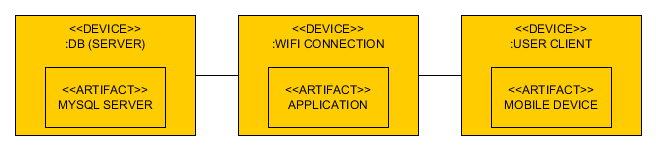 <<DEVICE>>
:DB (SERVER)
<<ARTIFACT>>
MYSQL SERVER
<<DEVICE>>
:WIFI CONNECTION
<<ARTIFACT>>
APPLICATION
<<DEVICE>>
:USER CLIENT
<<ARTIFACT>>
MOBILE DEVICE